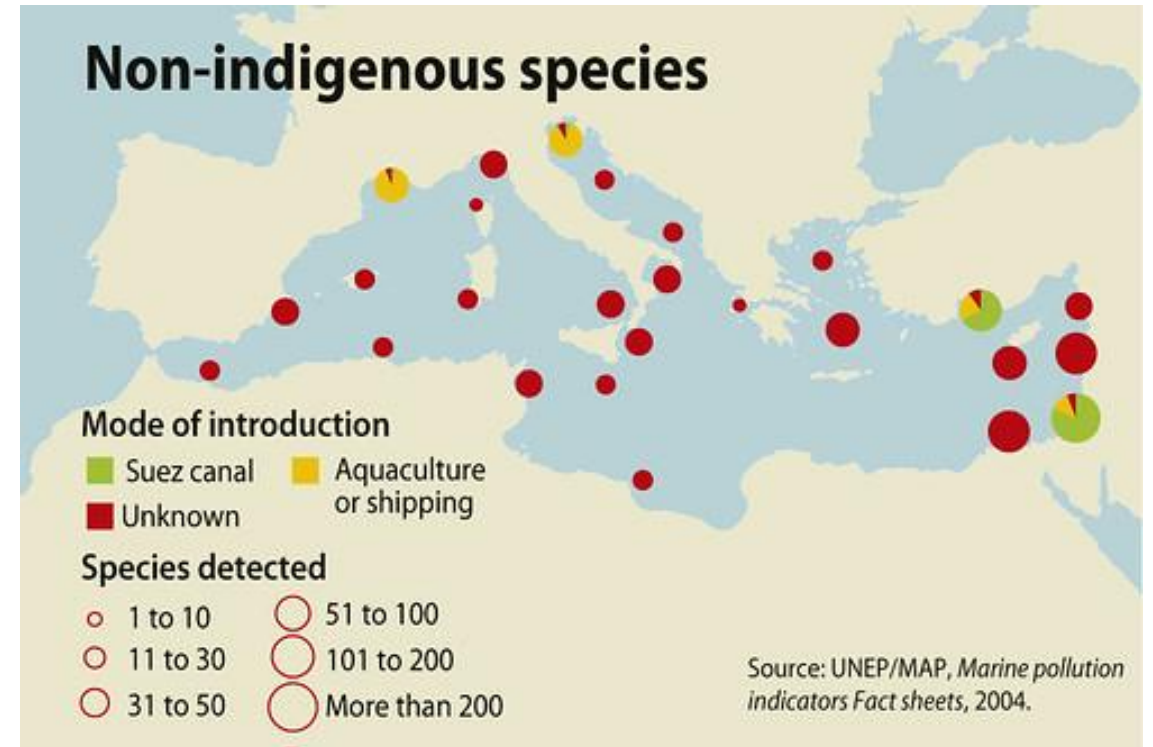 Non-indigenous species
Mode of introduction
Suez canal
Aquaculture
or shipping
Unknown
Species detected
1 to 10
11 to 30
31 to 50
51 to 100
101 to 200
More than 200
Source: UNEP/MAP, Marine pollution
indicators Fact sheets, 2004.